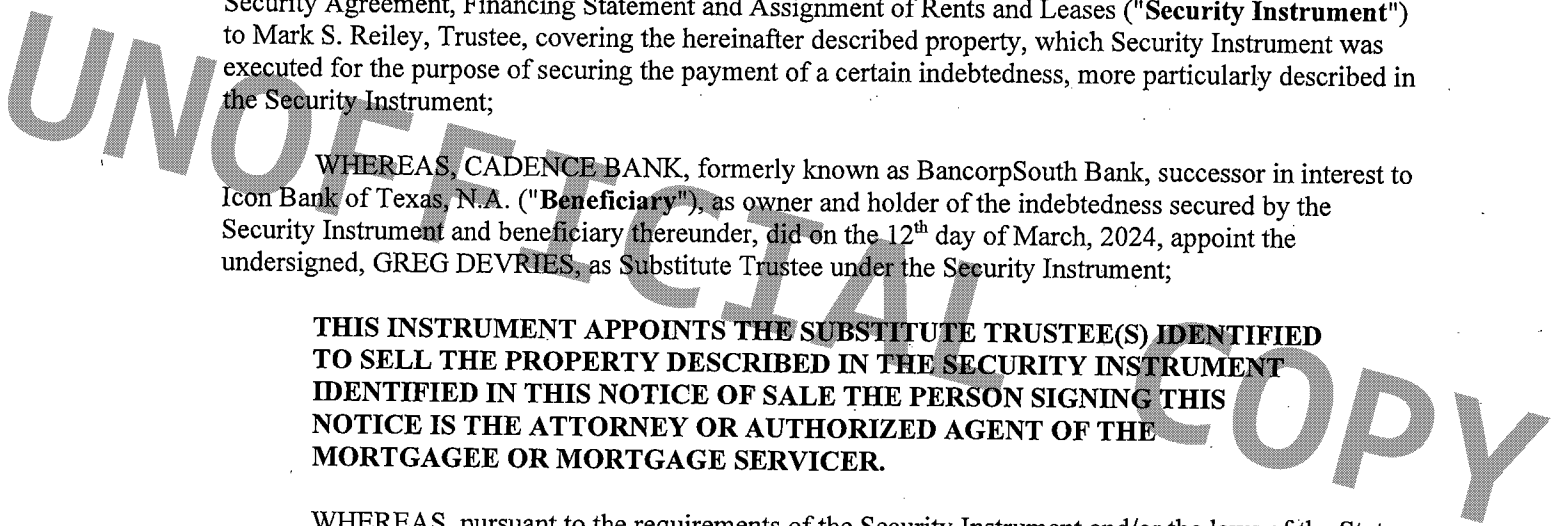 Security Agreement, Financing Statement and Assignment of Rents and Leases ("Security Instrument")
to Mark S. Reiley, Trustee, covering the hereinafter described property, which Security Instrument was
executed for the purpose of securing the payment of a certain indebtedness, more particularly described in
the Security Instrument;
WHEREAS, CADENCE BANK, formerly known as BancorpSouth Bank, successor in interest to
Icon Bank of Texas, N.A. ("Beneficiary"), as owner and holder of the indebtedness secured by the
Security Instrument and beneficiary thereunder, did on the 12th day of March, 2024, appoint the
undersigned, GREG DEVRIES, as Substitute Trustee under the Security Instrument;
THIS INSTRUMENT APPOINTS THE SUBSTITUTE TRUSTEE(S) IDENTIFIED
TO SELL THE PROPERTY DESCRIBED IN THE SECURITY INSTRUMENT
IDENTIFIED IN THIS NOTICE OF SALE THE PERSON SIGNING THIS
NOTICE IS THE ATTORNEY OR AUTHORIZED AGENT OF THE
MORTGAGEE OR MORTGAGE SERVICER.
WHEREAS, pursuant to the requirements of the Security Instrument and/or the laws of the State
UNOFFICIAL COPY